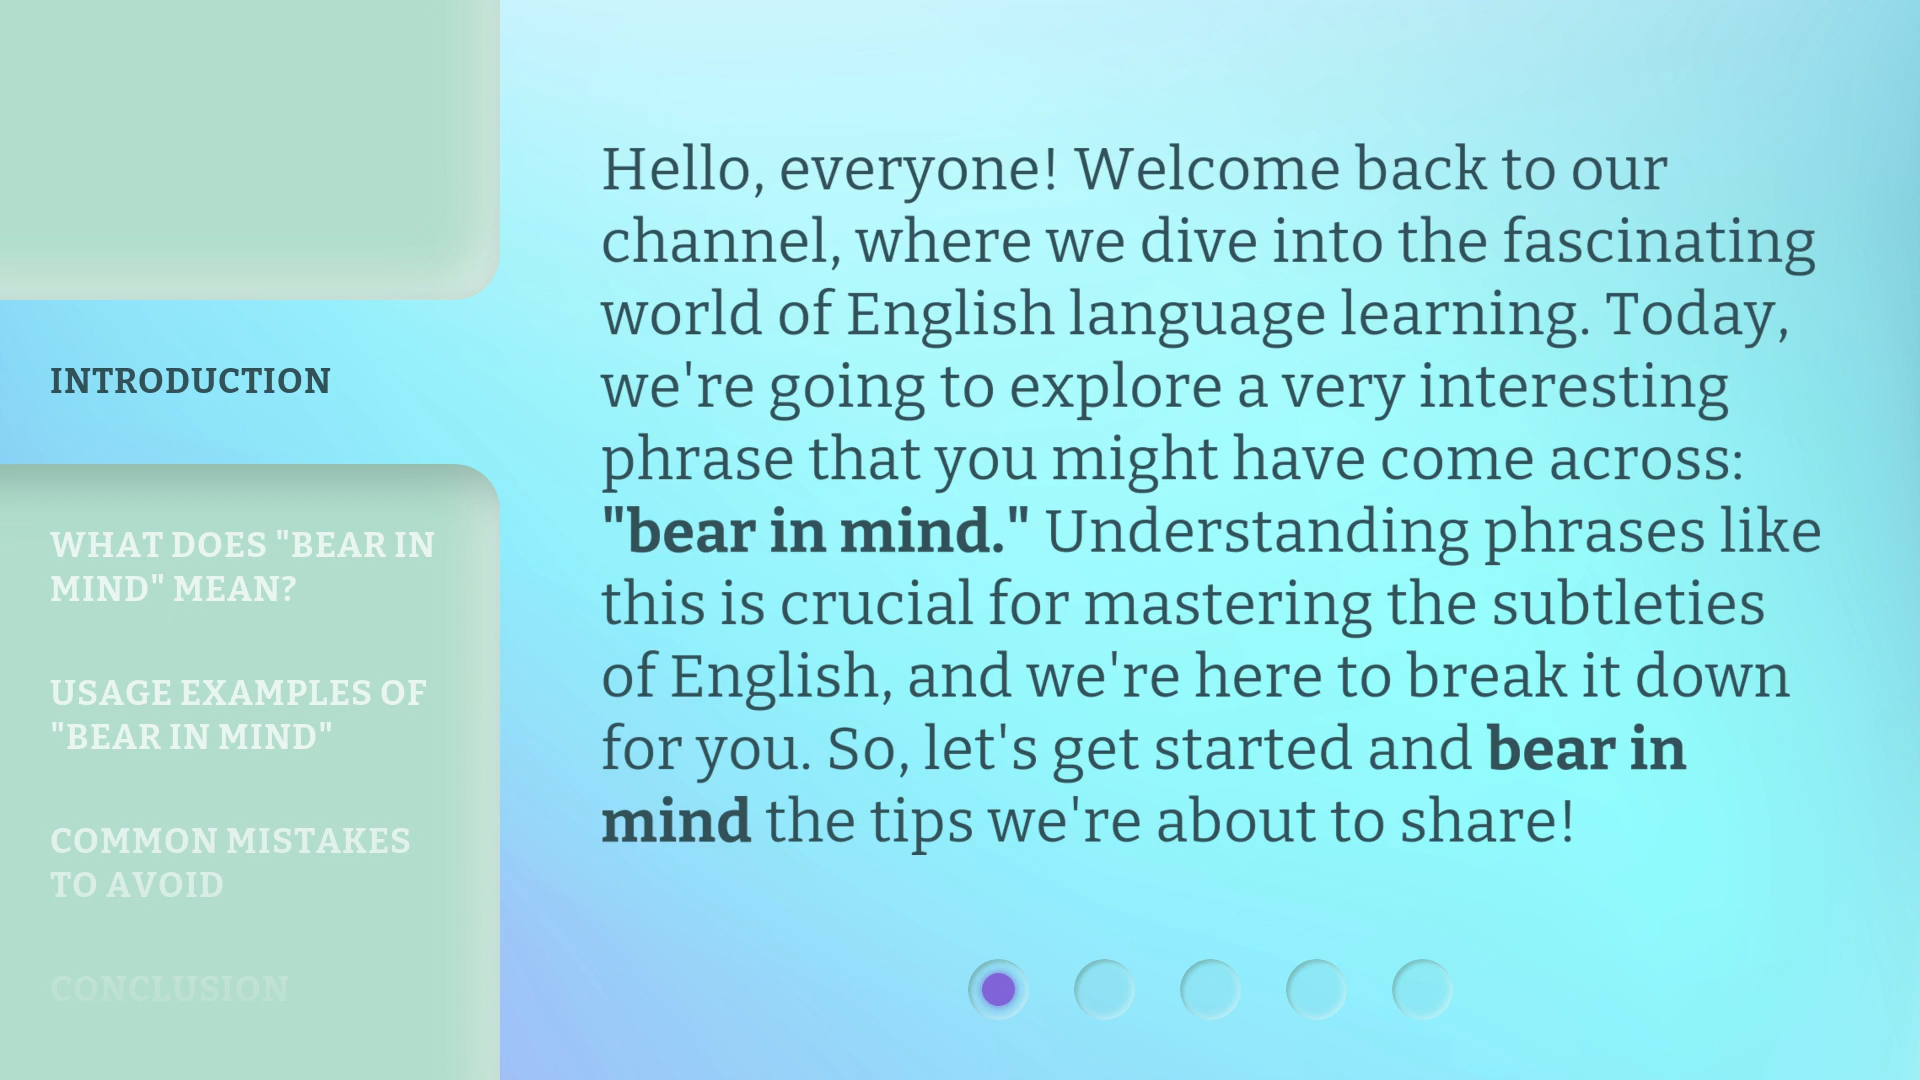 INTRODUCTION
WHAT DOES "BEAR IN
MIND" MEAN?
USAGE EXAMPLES OF
"BEAR IN MIND"
COMMON MISTAKES
TO AVOID
CONCLUSION
Hello, everyone! Welcome back to our
channel, where we dive into the fascinating
world of English language learning. Today,
we're going to explore a very interesting
phrase that you might have come across:
"bear in mind." Understanding phrases like
this is crucial for mastering the subtleties
of English, and we're here to break it down
for you. So, let's get started and bear in
mind the tips we're about to share!